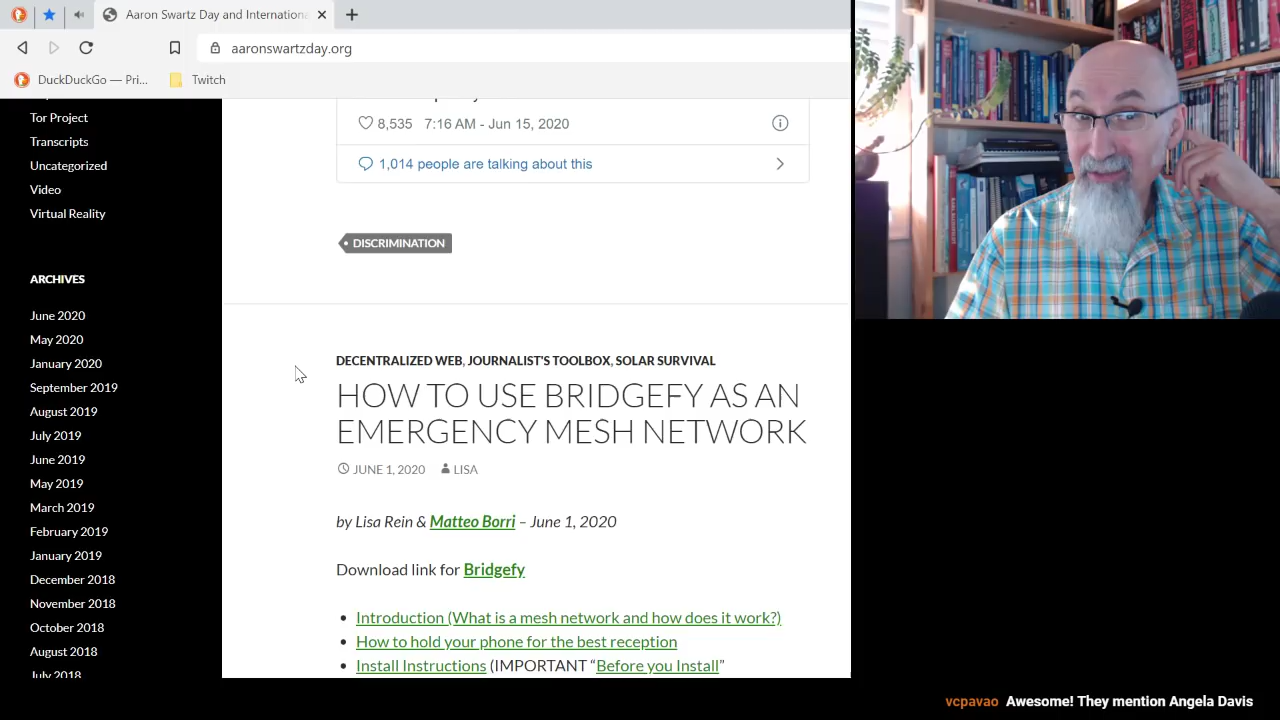 Aaron Swartz Day and Internationa
aaronswartzday.org
DuckDuckGo — Pri...
Twitch
Tor Project
Transcripts
Uncategorized
Video
Virtual Reality
ARCHIVES
June 2020
May 2020
January 2020
September 2019
August 2019
July 2019
June 2019
May 2019
March 2019
February 2019
January 2019
December 2018
November 2018
October 2018
August 2018
July 2018
8,535 7:16 AM - Jun 15, 2020
1,014 people are talking about this
DISCRIMINATION
DECENTRALIZED WEB, JOURNALIST'S TOOLBOX, SOLAR SURVIVAL
HOW TO USE BRIDGEFY AS AN
EMERGENCY MESH NETWORK
JUNE 1, 2020 LISA
by Lisa Rein & Matteo Borri – June 1, 2020
Download link for Bridgefy
• Introduction (What is a mesh network and how does it work?)
• How to hold your phone for the best reception
• Install Instructions (IMPORTANT “Before you Install”
vcpavao Awesome! They mention Angela Davis